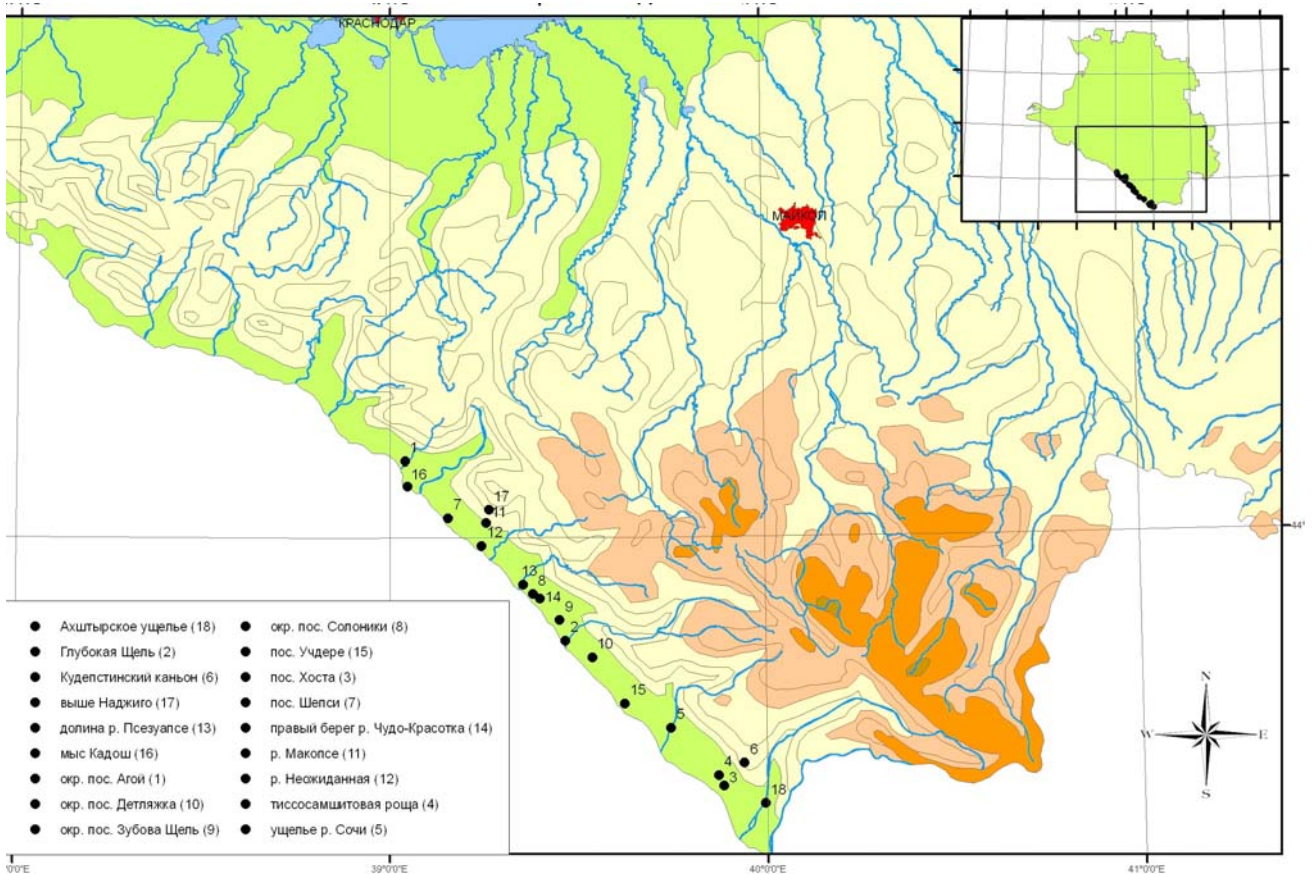 КРАСНОДАР
МАЙКОП
1
16
17
11
7
12
13
8
14
9
2
10
15
5
6
4
3
18
44°
N
W
E
S
Ахштырское ущелье (18)
Глубокая Щель (2)
Кудепстинский каньон (6)
выше Наджиго (17)
долина р. Псезуапсе (13)
мыс Кадош (16)
окр. пос. Агой (1)
окр. пос. Детляжка (10)
окр. пос. Зубова Щель (9)
окр. пос. Солоники (8)
пос. Учдере (15)
пос. Хоста (3)
пос. Шепси (7)
правый берег р. Чудо-Красотка (14)
р. Макопсе (11)
р. Неожиданная (12)
тиссосамшитовая роща (4)
ущелье р. Сочи (5)
39°0'0"E
40°0'0"E
41°0'0"E